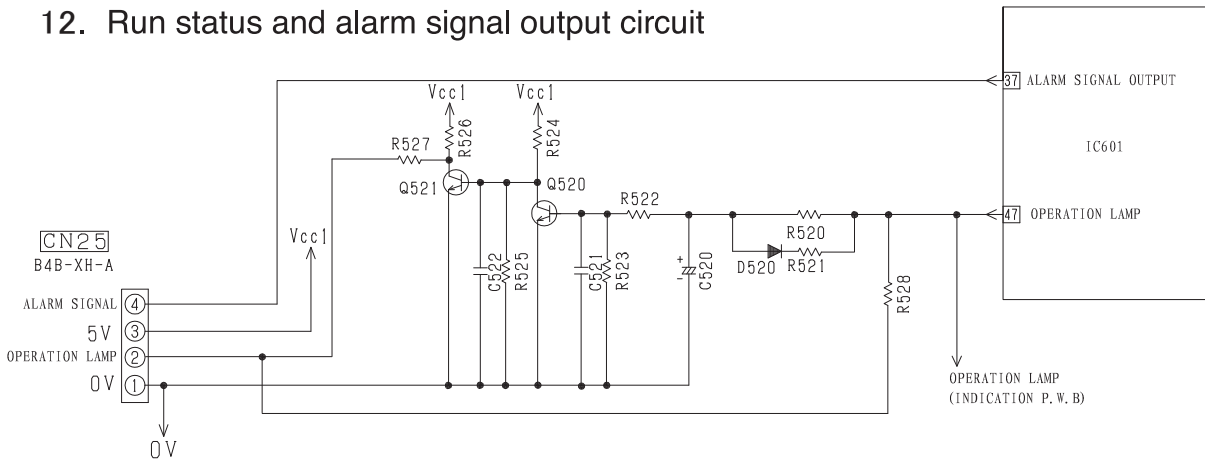 12. Run status and alarm signal output circuit
37 ALARM SIGNAL OUTPUT
IC601
47 OPERATION LAMP
Vcc1
Vcc1
R526
R524
R527
Q521
Q520
R522
R520
D520
R521
C522
R525
C521
R523
+
-
C520
R528
Vcc1
CN25
B4B-XH-A
ALARM SIGNAL 4
5V 3
OPERATION LAMP 2
0V 1
0V
OPERATION LAMP
(INDICATION P.W.B)